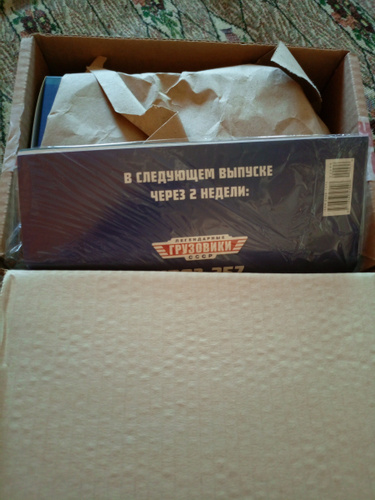 В СЛЕДУЮЩЕМ ВЫПУСКЕ
ЧЕРЕЗ 2 НЕДЕЛИ:
ЛЕГЕНДАРНЫЕ
ГРУЗОВИКИ
СССР